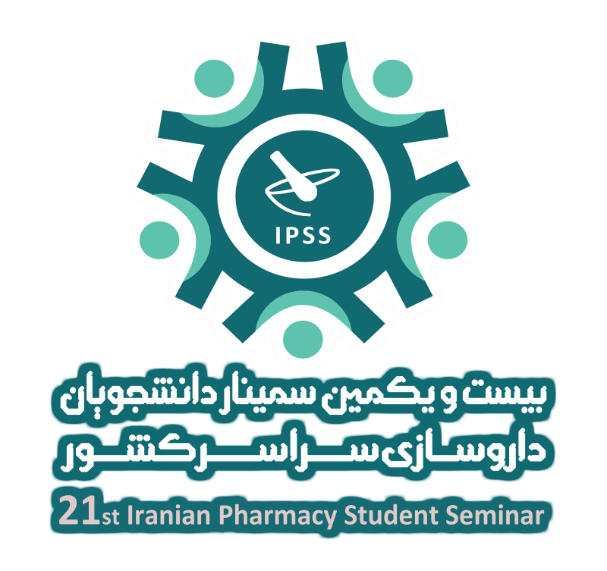 IPSS
بیست و یکمین سمینار دانشجویان
داروسازی سراسر کشور
21st Iranian Pharmacy Student Seminar